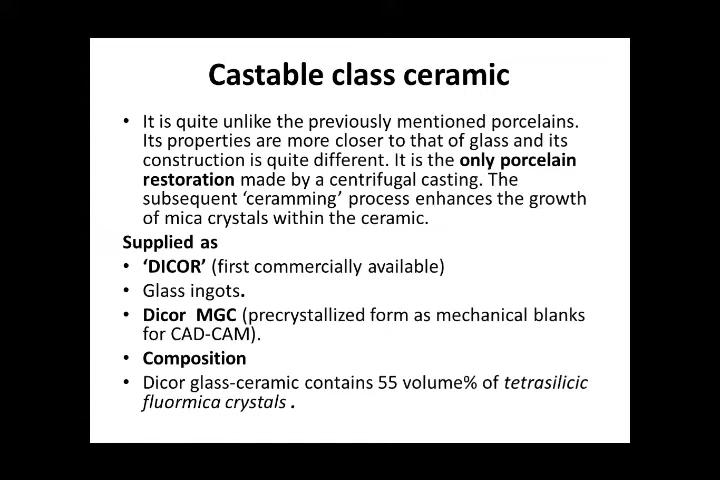 Castable class ceramic
• It is quite unlike the previously mentioned porcelains.
Its properties are more closer to that of glass and its
construction is quite different. It is the only porcelain
restoration made by a centrifugal casting. The
subsequent ‘ceramming’ process enhances the growth
of mica crystals within the ceramic.
Supplied as
• ‘DICOR’ (first commercially available)
• Glass ingots.
• Dicor MGC (precrystallized form as mechanical blanks
for CAD-CAM).
• Composition
• Dicor glass-ceramic contains 55 volume% of tetrasilicic
fluormica crystals .